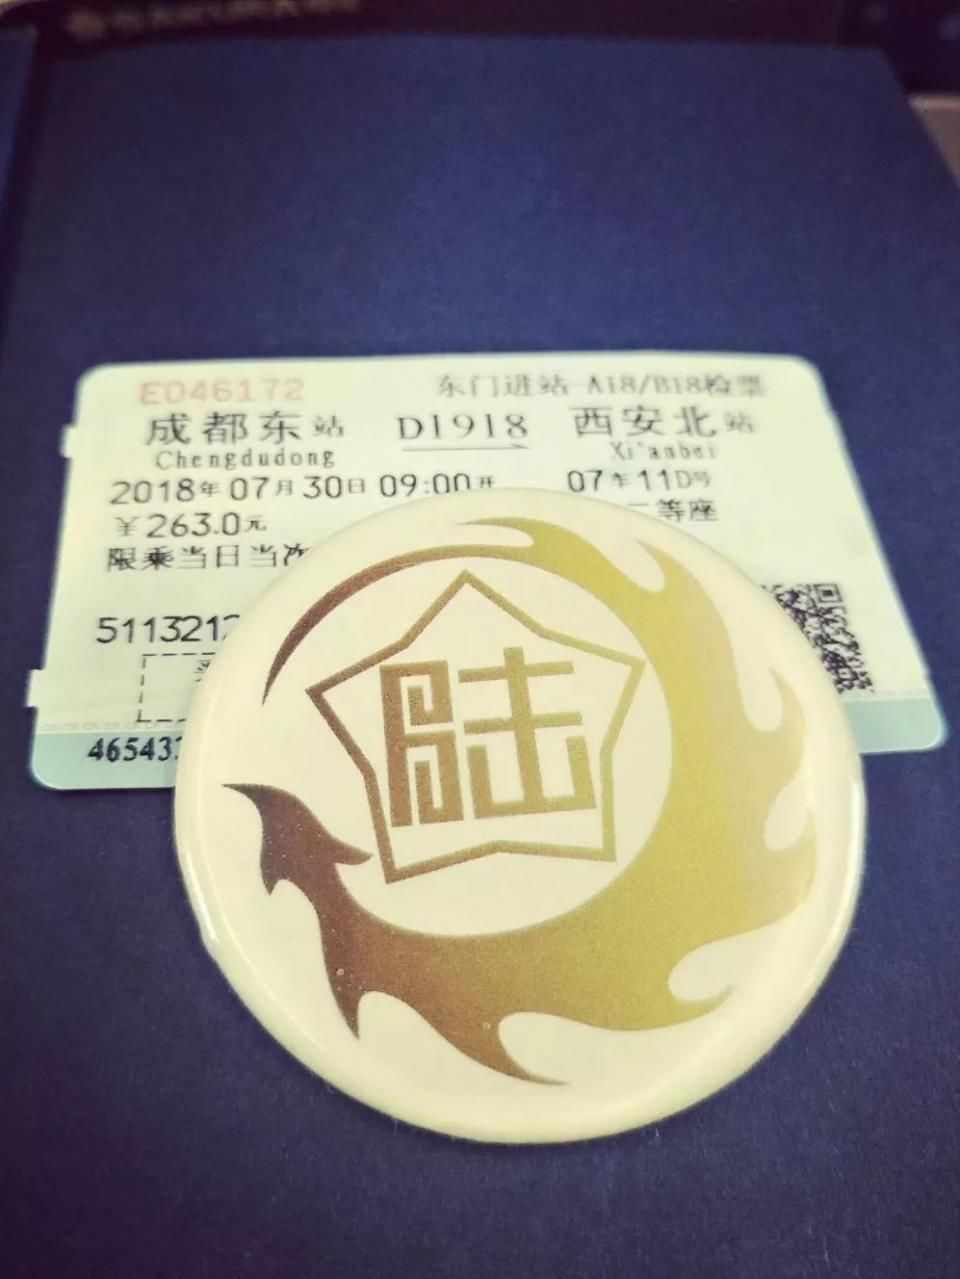 E046172
东门进站 A18/B18检票
成都东站 D1918 西安北站
Chengdudong Xi'anbei
2018年07月30日 09:00开 07车11D号
￥263.0元 二等座
限乘当日当次
5113212
46543
陆